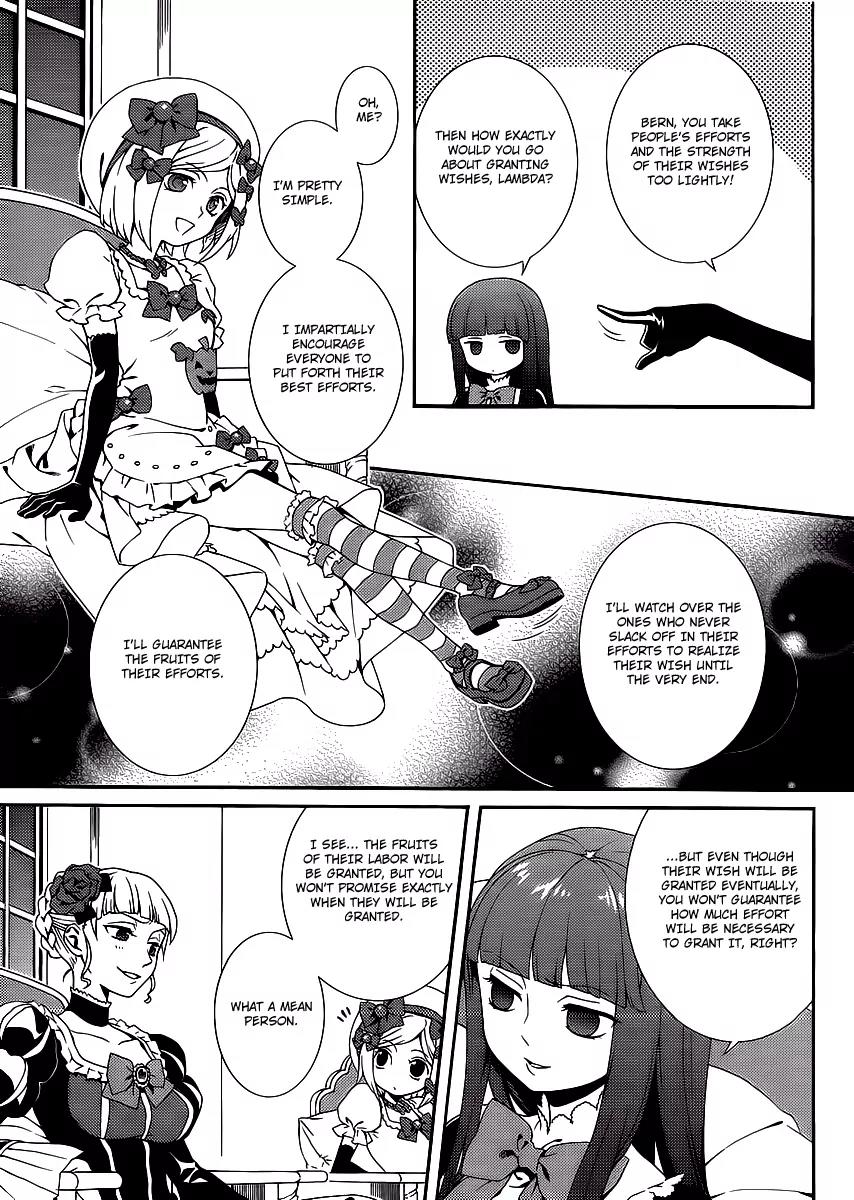 BERN, YOU TAKE
PEOPLE'S EFFORTS
AND THE STRENGTH
OF THEIR WISHES
TOO LIGHTLY!
THEN HOW EXACTLY
WOULD YOU GO
ABOUT GRANTING
WISHES, LAMBDA?
OH,
ME?
I'M PRETTY
SIMPLE.
I IMPARTIALLY
ENCOURAGE
EVERYONE TO
PUT FORTH THEIR
BEST EFFORTS.
I'LL WATCH OVER THE
ONES WHO NEVER
SLACK OFF IN THEIR
EFFORTS TO REALIZE
THEIR WISH UNTIL
THE VERY END.
I'LL GUARANTEE
THE FRUITS OF
THEIR EFFORTS.
...BUT EVEN THOUGH
THEIR WISH WILL BE
GRANTED EVENTUALLY,
YOU WON'T GUARANTEE
HOW MUCH EFFORT
WILL BE NECESSARY
TO GRANT IT, RIGHT?
I SEE... THE FRUITS
OF THEIR LABOR WILL
BE GRANTED, BUT YOU
WON'T PROMISE EXACTLY
WHEN THEY WILL BE
GRANTED.
WHAT A MEAN
PERSON.